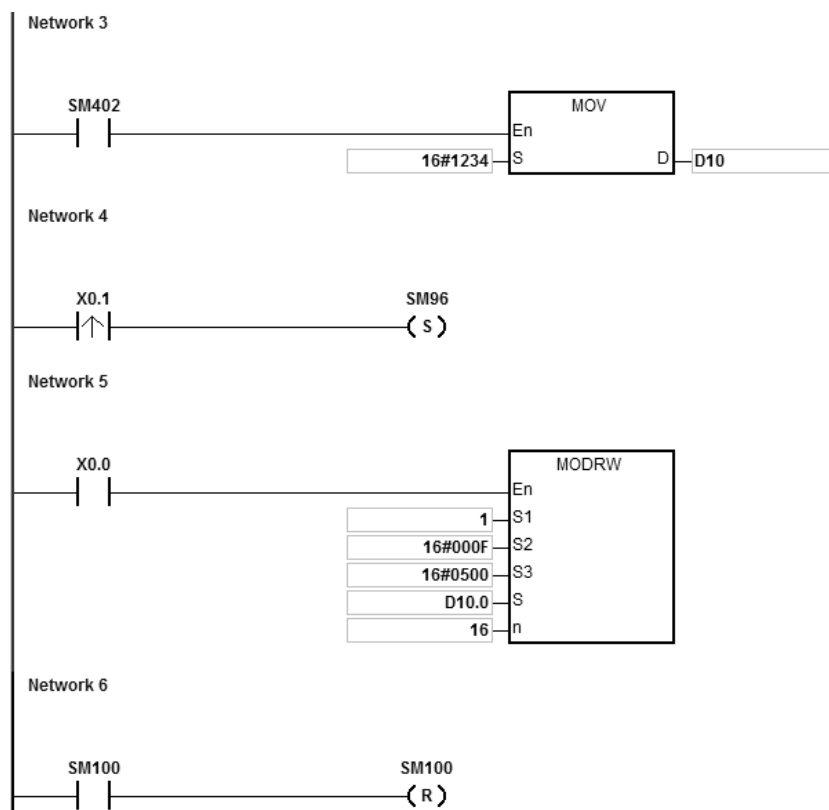 Network 3
SM402
MOV
En
16#1234 S D D10
Network 4
X0.1 SM96
S
Network 5
X0.0 MODRW
En
1 S1
16#000F S2
16#0500 S3
D10.0 S
16 n
Network 6
SM100 SM100
R